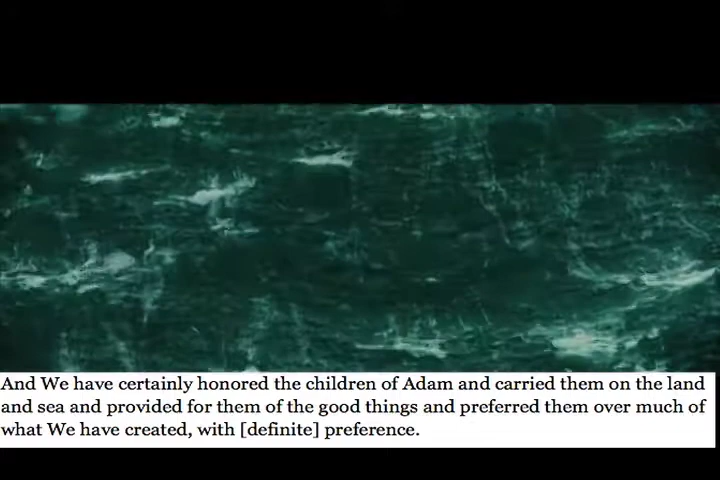 And We have certainly honored the children of Adam and carried them on the land
and sea and provided for them of the good things and preferred them over much of
what We have created, with [definite] preference.